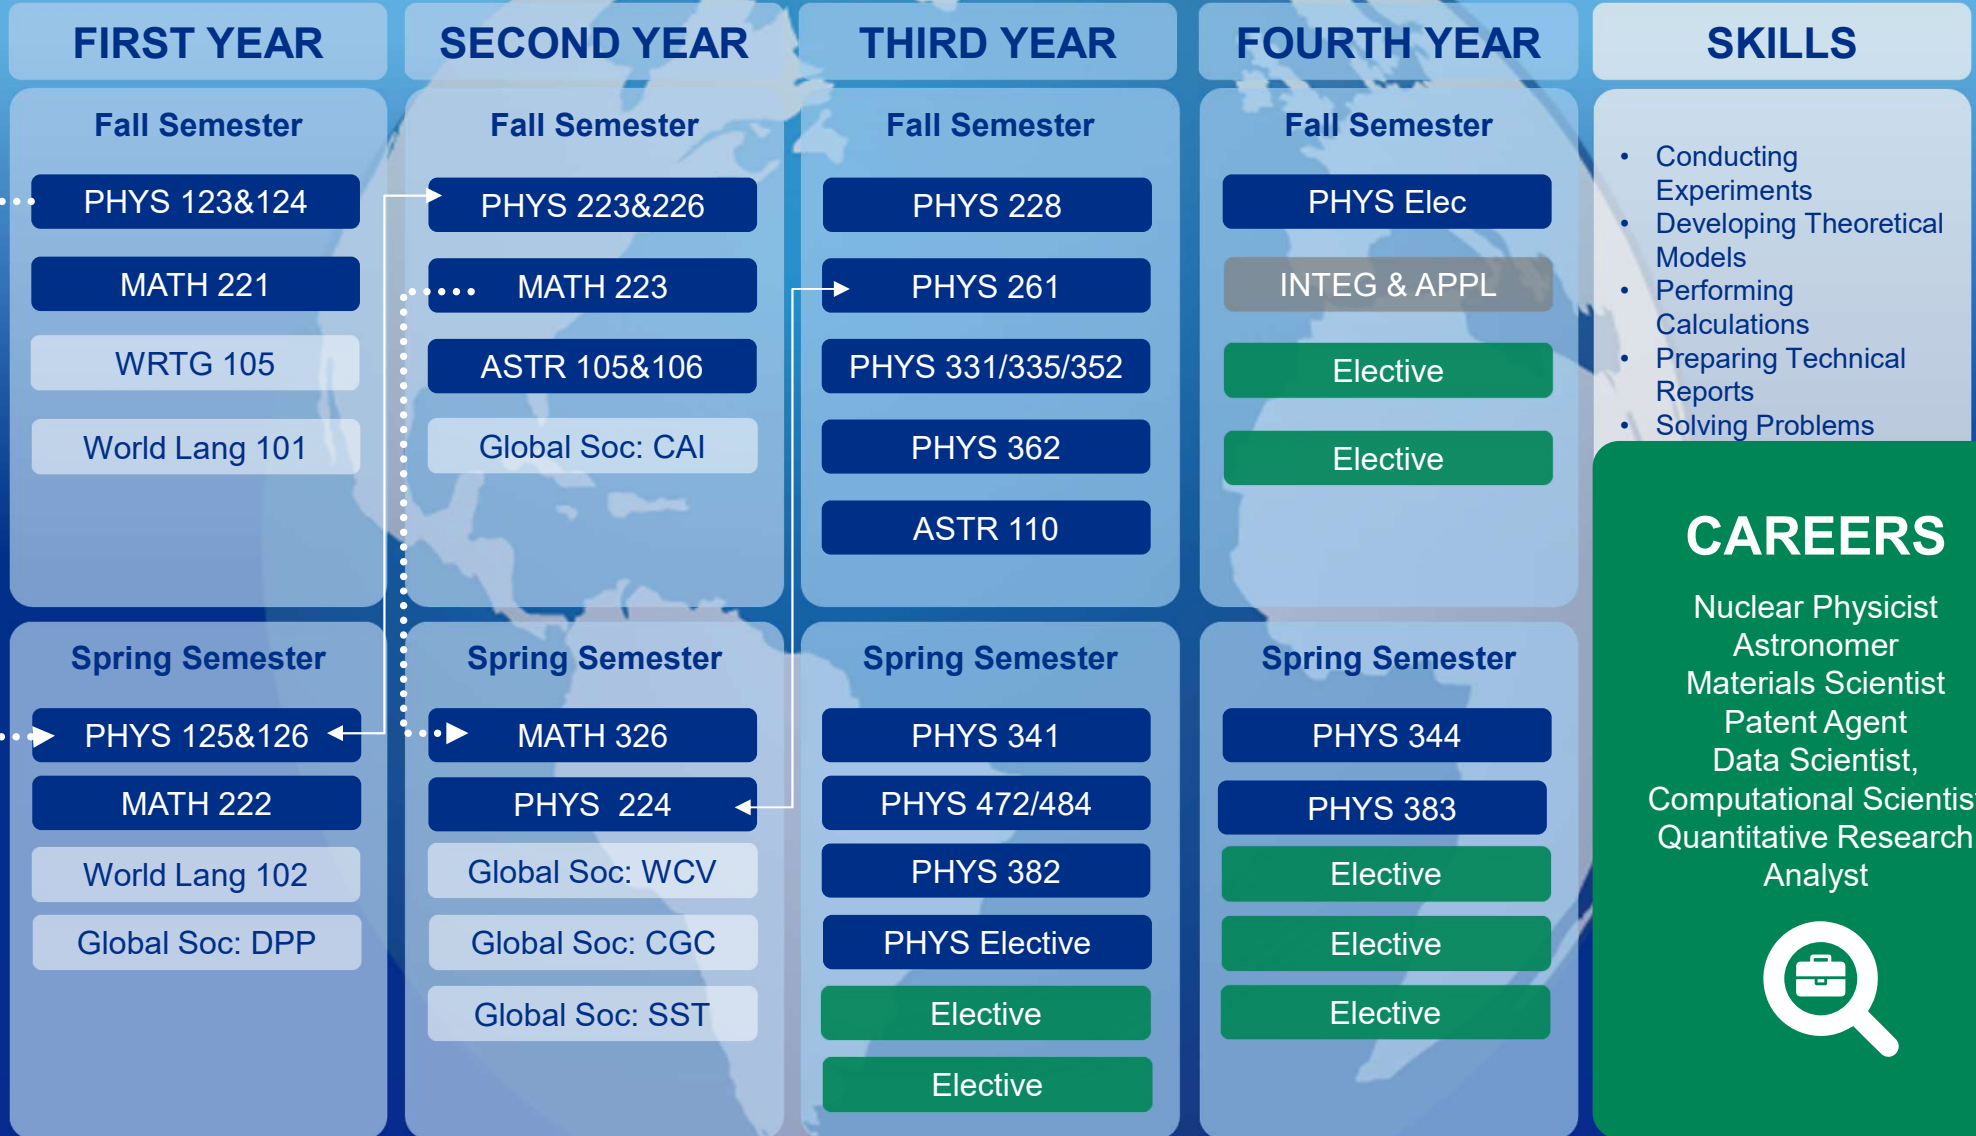 FIRST YEAR
Fall Semester
PHYS 123&124
MATH 221
WRTG 105
World Lang 101
Spring Semester
PHYS 125&126
MATH 222
World Lang 102
Global Soc: DPP
SECOND YEAR
Fall Semester
PHYS 223&226
MATH 223
ASTR 105&106
Global Soc: CAI
Spring Semester
MATH 326
PHYS 224
Global Soc: WCV
Global Soc: CGC
Global Soc: SST
THIRD YEAR
Fall Semester
PHYS 228
PHYS 261
PHYS 331/335/352
PHYS 362
ASTR 110
Spring Semester
PHYS 341
PHYS 472/484
PHYS 382
PHYS Elective
Elective
Elective
FOURTH YEAR
Fall Semester
PHYS Elec
INTEG & APPL
Elective
Elective
Spring Semester
PHYS 344
PHYS 383
Elective
Elective
Elective
SKILLS
• Conducting
Experiments
• Developing Theoretical
Models
• Performing
Calculations
• Preparing Technical
Reports
• Solving Problems
CAREERS
Nuclear Physicist
Astronomer
Materials Scientist
Patent Agent
Data Scientist,
Computational Scientist
Quantitative Research
Analyst